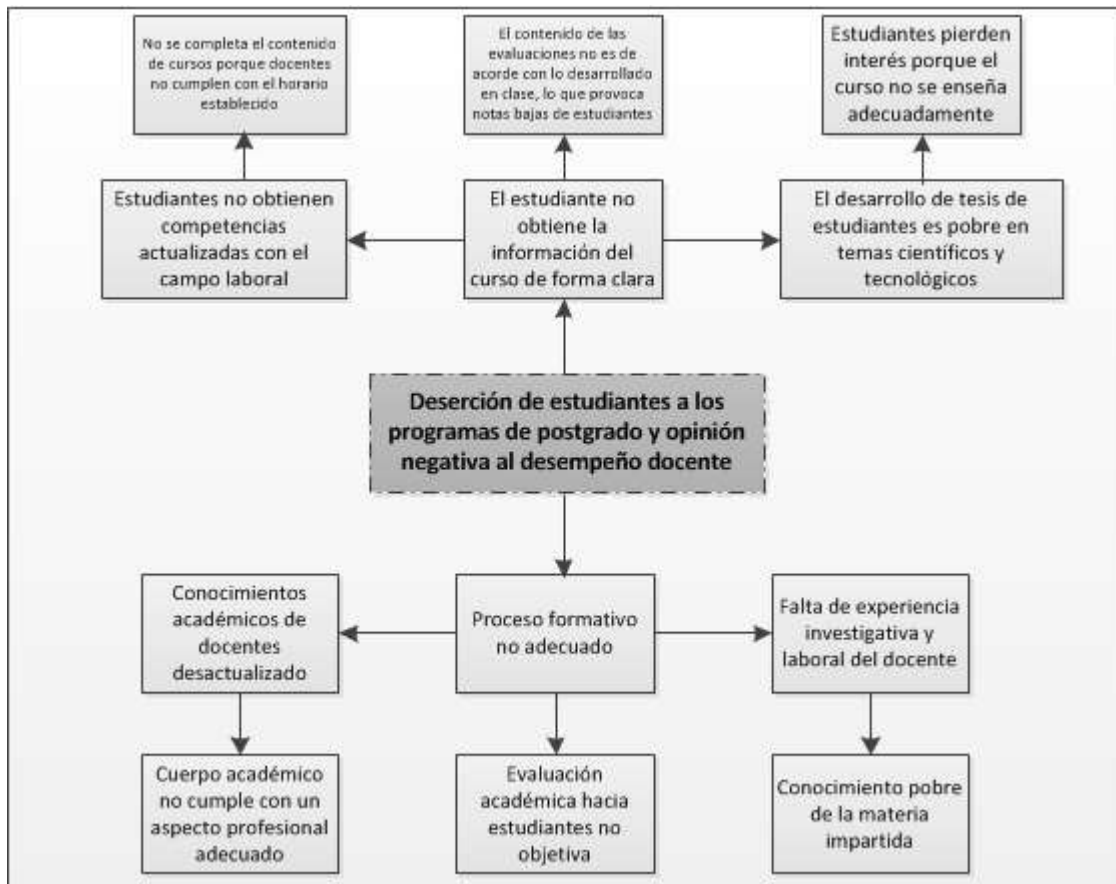 No se completa el contenido
de cursos porque docentes
no cumplen con el horario
establecido
El contenido de las
evaluaciones no es de
acorde con lo desarrollado
en clase, lo que provoca
notas bajas de estudiantes
Estudiantes pierden
interés porque el
curso no se enseña
adecuadamente
Estudiantes no obtienen
competencias
actualizadas con el
campo laboral
El estudiante no
obtiene la
información del
curso de forma clara
El desarrollo de tesis de
estudiantes es pobre en
temas científicos y
tecnológicos
Deserción de estudiantes a los
programas de postgrado y opinión
negativa al desempeño docente
Conocimientos
académicos de
docentes
desactualizado
Proceso formativo
no adecuado
Falta de experiencia
investigativa y
laboral del docente
Cuerpo académico
no cumple con un
aspecto profesional
adecuado
Evaluación
académica hacia
estudiantes no
objetiva
Conocimiento pobre
de la materia
impartida